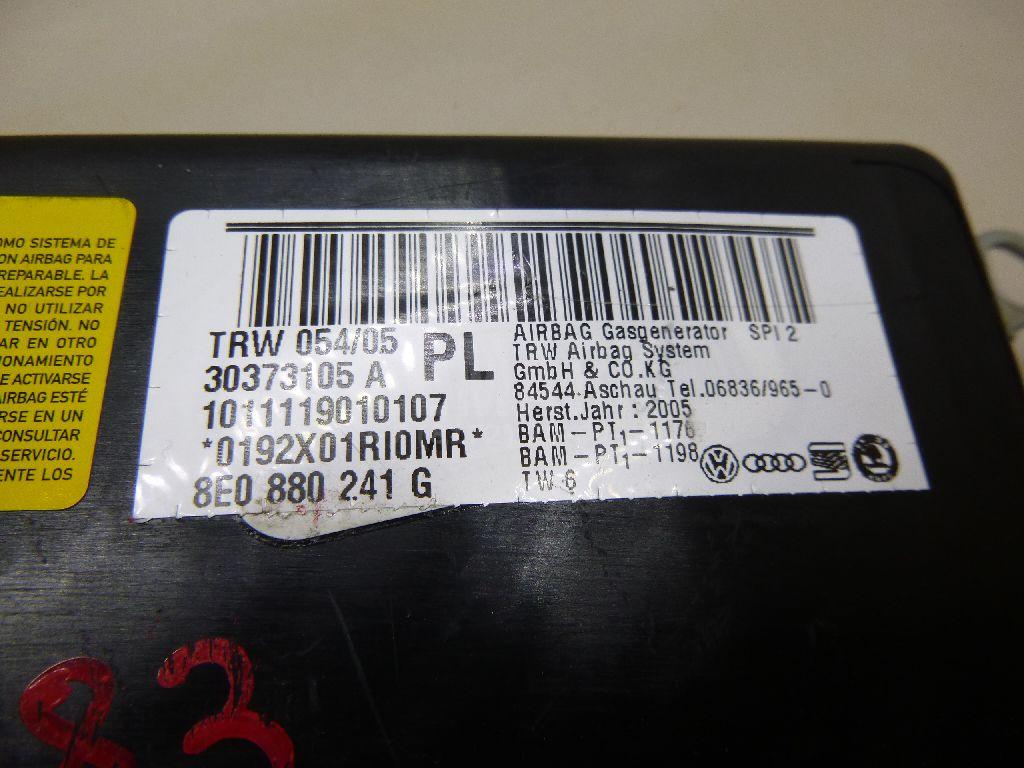 OMO SISTEMA DE
ON AIRBAG PARA
REPARABLE. LA
EALIZARSE POR
NO UTILIZAR
TENSIÓN. NO
AR EN OTRO
IONAMIENTO
E ACTIVARSE
AIRBAG ESTÉ
RSE EN UN
CONSULTAR
SERVICIO.
ENTE LOS
TRW 054/05 PL
30373105 A
1011119010107
*0192X01RI0MR*
8E0 880 241 G
AIRBAG Gasgenerator SPI 2
TRW Airbag System
GmbH & CO.KG
84544 Aschau Tel.06836/965-0
Herst.Jahr: 2005
BAM-PT1-1176
BAM-PT1-1198
TW 6
83